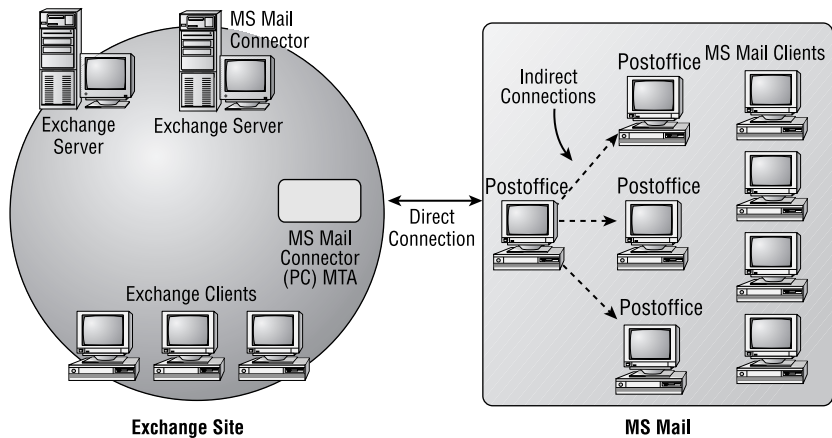 MS Mail
Connector
Exchange
Server
Exchange Server
MS Mail
Connector
(PC) MTA
Exchange Clients
Direct
Connection
Indirect
Connections
Postoffice
MS Mail Clients
Postoffice
Postoffice
Postoffice
Exchange Site
MS Mail